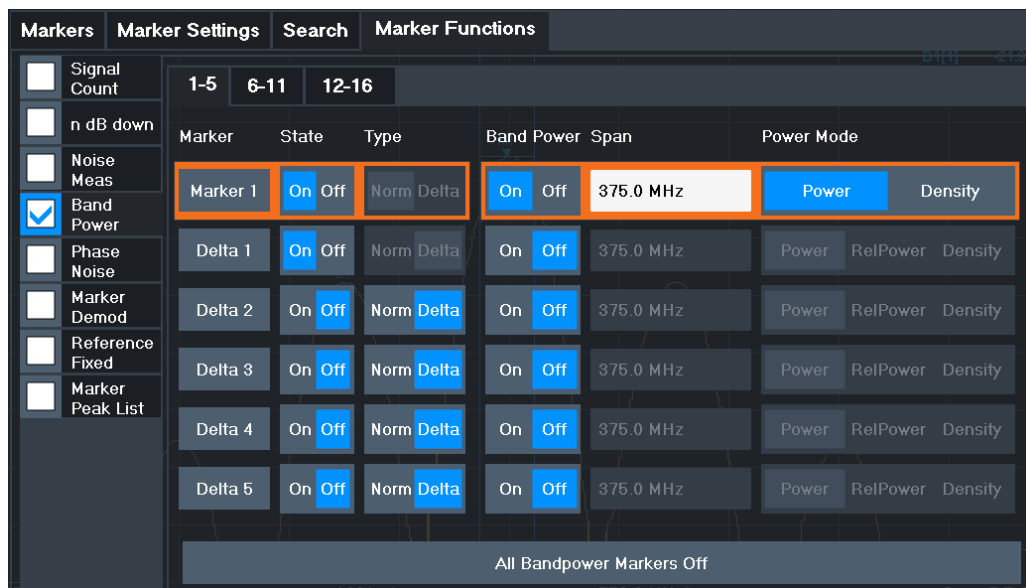 Markers Marker Settings Search Marker Functions
Signal
Count
n dB down
Noise
Meas
Band
Power
Phase
Noise
Marker
Demod
Reference
Fixed
Marker
Peak List
1-5 6-11 12-16
Marker State Type Band Power Span Power Mode
Marker 1 On Off Norm Delta On Off 375.0 MHz Power Density
Delta 1 On Off Norm Delta On Off 375.0 MHz Power RelPower Density
Delta 2 On Off Norm Delta On Off 375.0 MHz Power RelPower Density
Delta 3 On Off Norm Delta On Off 375.0 MHz Power RelPower Density
Delta 4 On Off Norm Delta On Off 375.0 MHz Power RelPower Density
Delta 5 On Off Norm Delta On Off 375.0 MHz Power RelPower Density
All Bandpower Markers Off